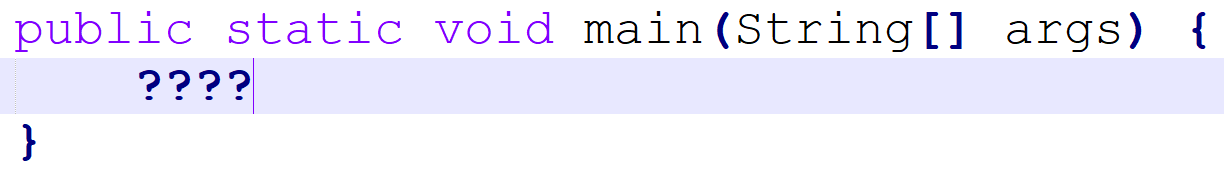 public static void main(String[] args) {
    ????
}